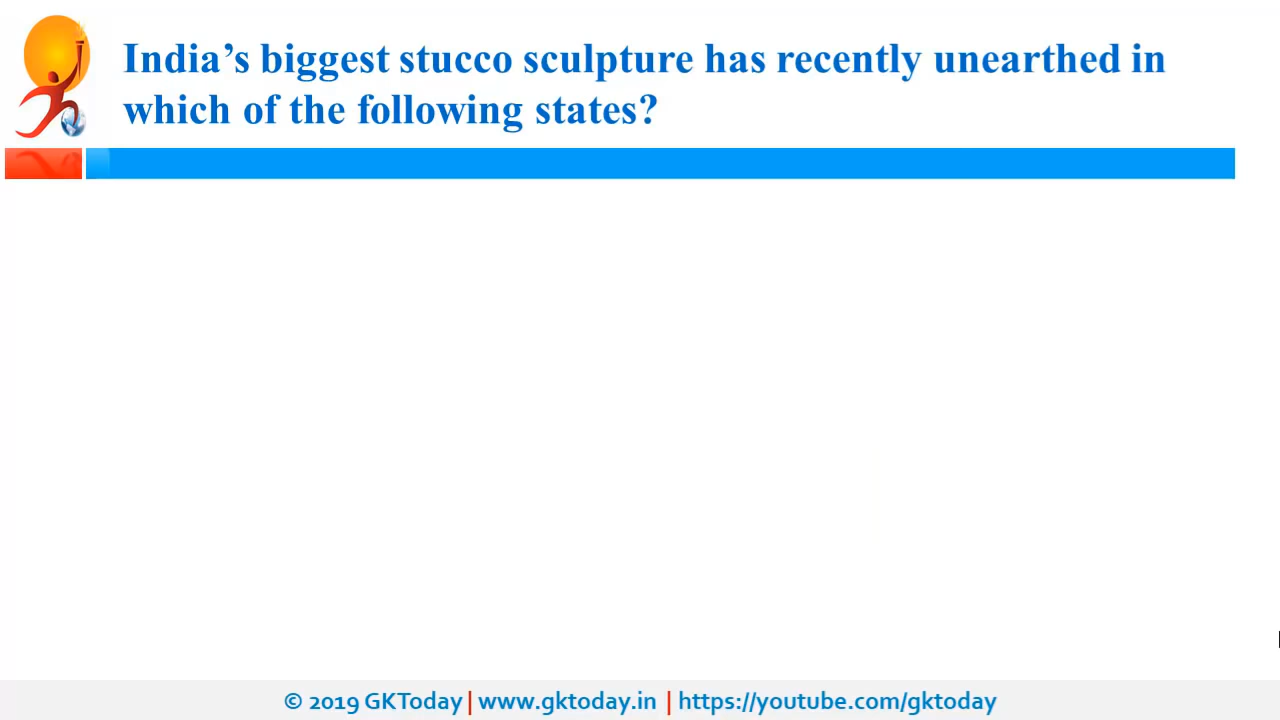 India’s biggest stucco sculpture has recently unearthed in
which of the following states?
© 2019 GKToday | www.gktoday.in | https://youtube.com/gktoday